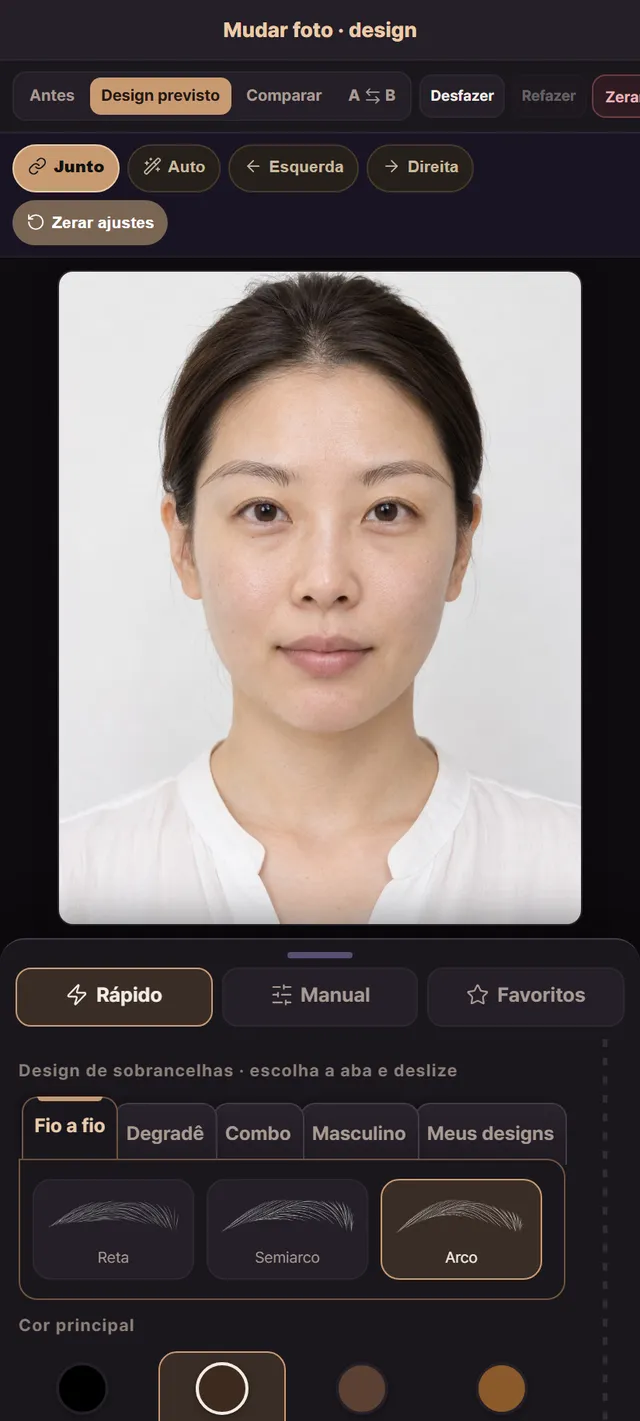 Mudar foto · design
Antes Design previsto Comparar A ⇆ B Desfazer Refazer
Junto Auto Esquerda Direita
Zerar ajustes
Rápido Manual Favoritos
Design de sobrancelhas · escolha a aba e deslize
Fio a fio Degradê Combo Masculino Meus designs
Reta Semiarco Arco
Cor principal